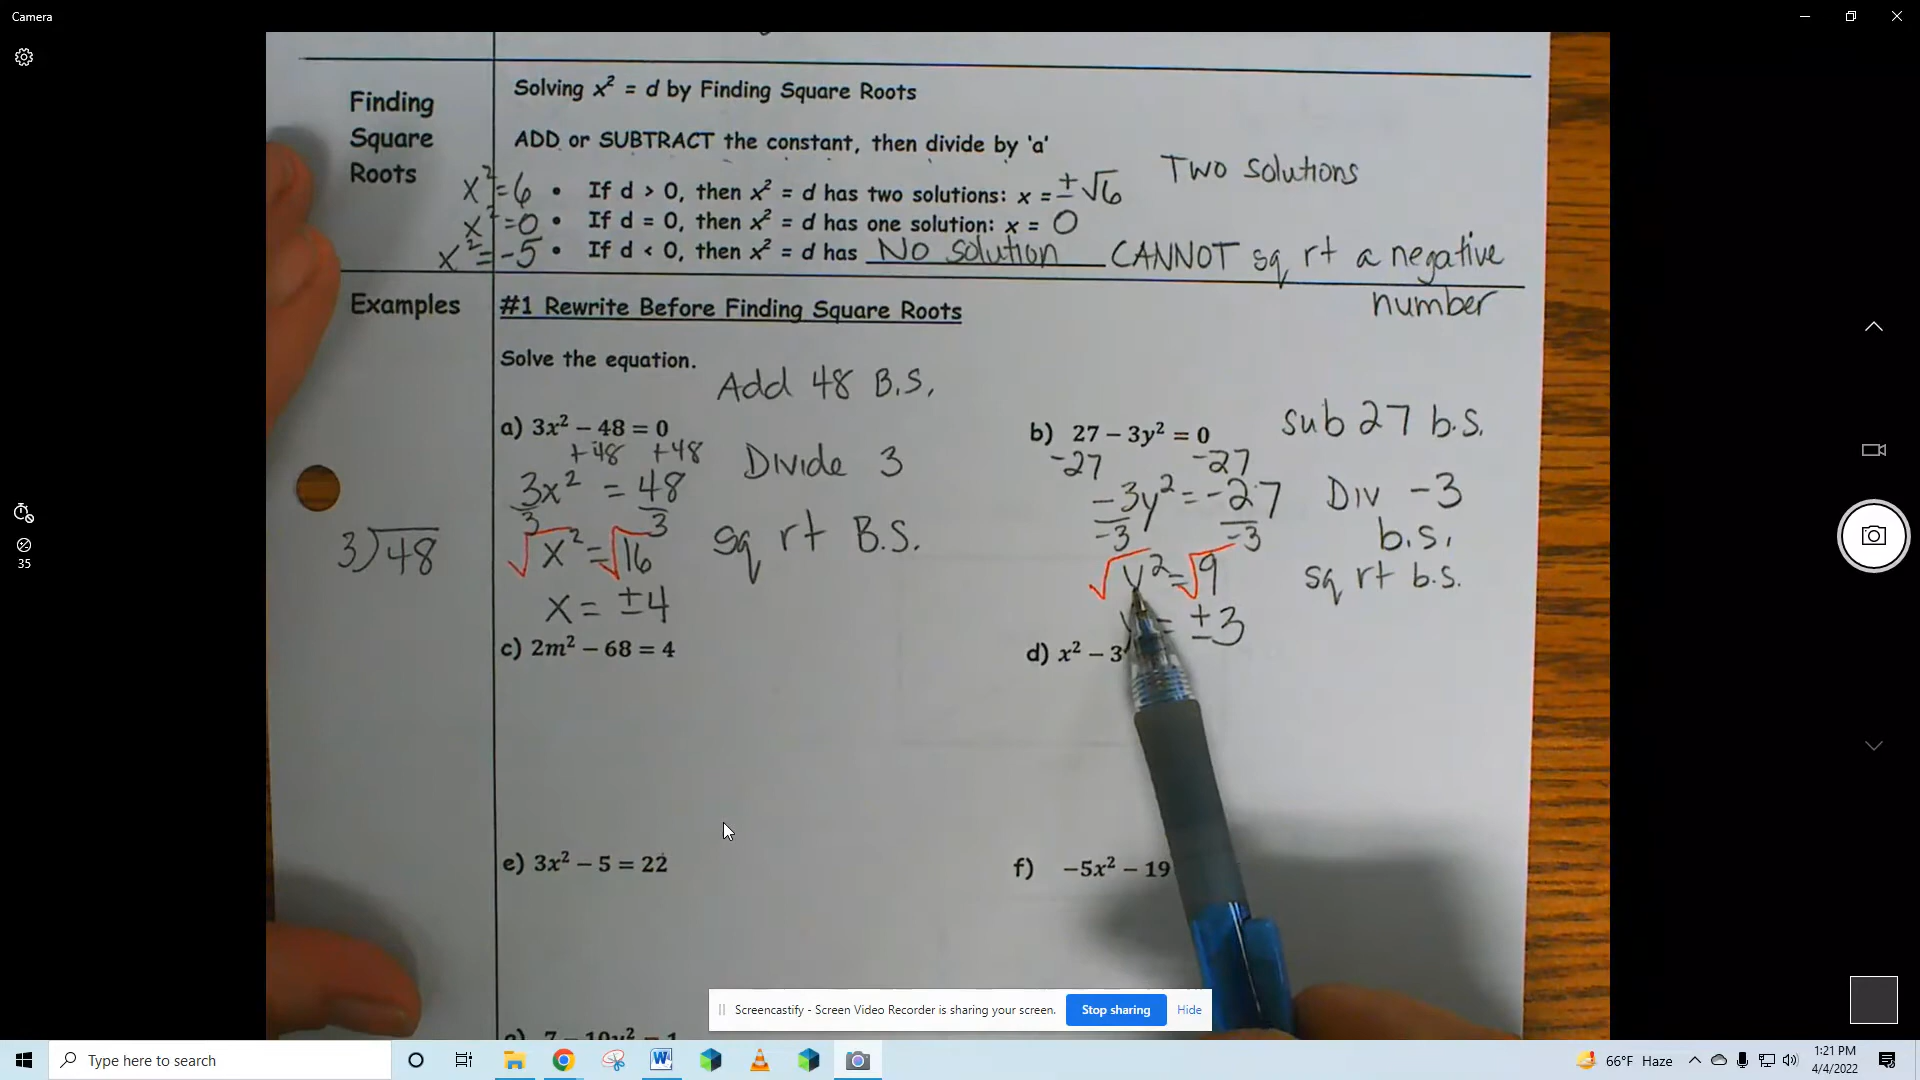 Camera
Finding
Square
Roots
Solving x² = d by Finding Square Roots
ADD or SUBTRACT the constant, then divide by 'a'
Two solutions
x² = 6 • If d > 0, then x² = d has two solutions: x = ±√6
x² = 0 • If d = 0, then x² = d has one solution: x = 0
x² = -5 • If d < 0, then x² = d has No solution CANNOT sq rt a negative
number
Examples
#1 Rewrite Before Finding Square Roots
Solve the equation.
Add 48 B.S.
a) 3x² − 48 = 0
+48 +48
3x² = 48
3 3
Divide 3
√x² = √16
sq rt B.S.
x = ±4
3)48
b) 27 − 3y² = 0
sub 27 b.s.
-27 -27
-3y² = -27
-3 -3
Div -3
b.s.
√y² = √9
sq rt b.s.
= ±3
c) 2m² − 68 = 4
d) x² − 3
e) 3x² − 5 = 22
f) −5x² − 19
35
Screencastify - Screen Video Recorder is sharing your screen.
Stop sharing
Hide
Type here to search
66°F Haze
1:21 PM
4/4/2022